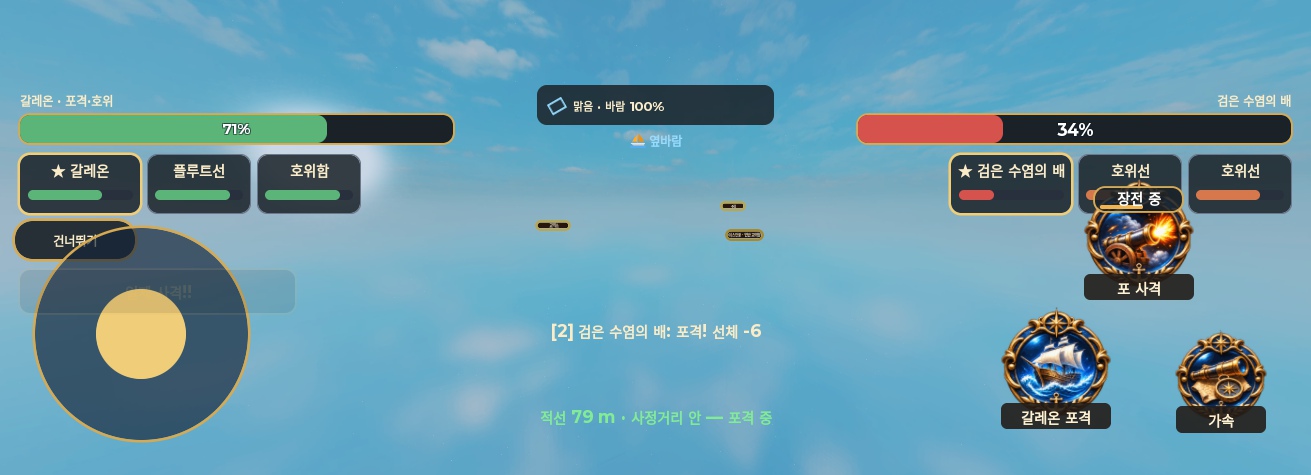 갈레온 · 포격·호위
맑음 · 바람 100%
검은 수염의 배
71%
34%
옆바람
★ 갈레온
플루트선
호위함
★ 검은 수염의 배
호위선
호위선
장전 중
건너뛰기
포 사격
[2] 검은 수염의 배: 포격! 선체 -6
적선 79 m · 사정거리 안 — 포격 중
갈레온 포격
가속